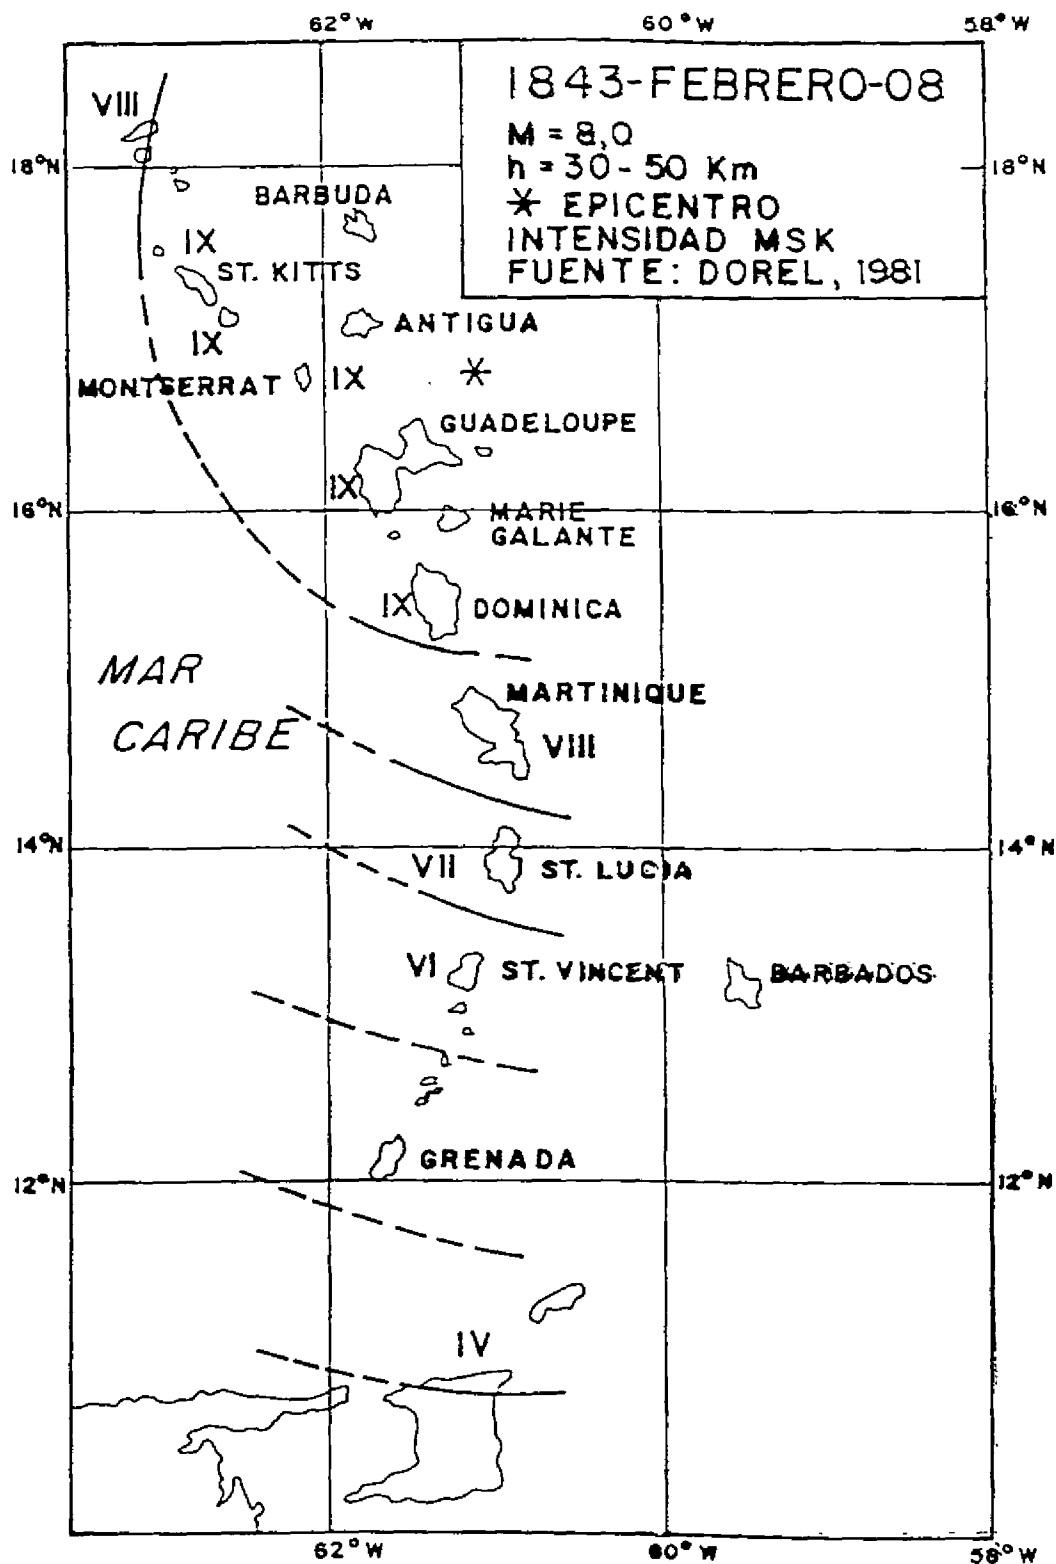 62°W 60°W 58°W
1843-FEBRERO-08
M = 8,0
h = 30 - 50 Km
* EPICENTRO
INTENSIDAD MSK
FUENTE: DOREL, 1981
VIII
18°N 18°N
BARBUDA
IX
ST. KITTS
ANTIGUA
IX
MONTSERRAT IX
GUADELOUPE
IX
16°N 16°N
MARIE
GALANTE
IX DOMINICA
MAR
CARIBE
MARTINIQUE
VIII
14°N 14°N
VII ST. LUCIA
VI ST. VINCENT BARBADOS
GRENADA
12°N 12°N
IV
62°W 60°W 58°W